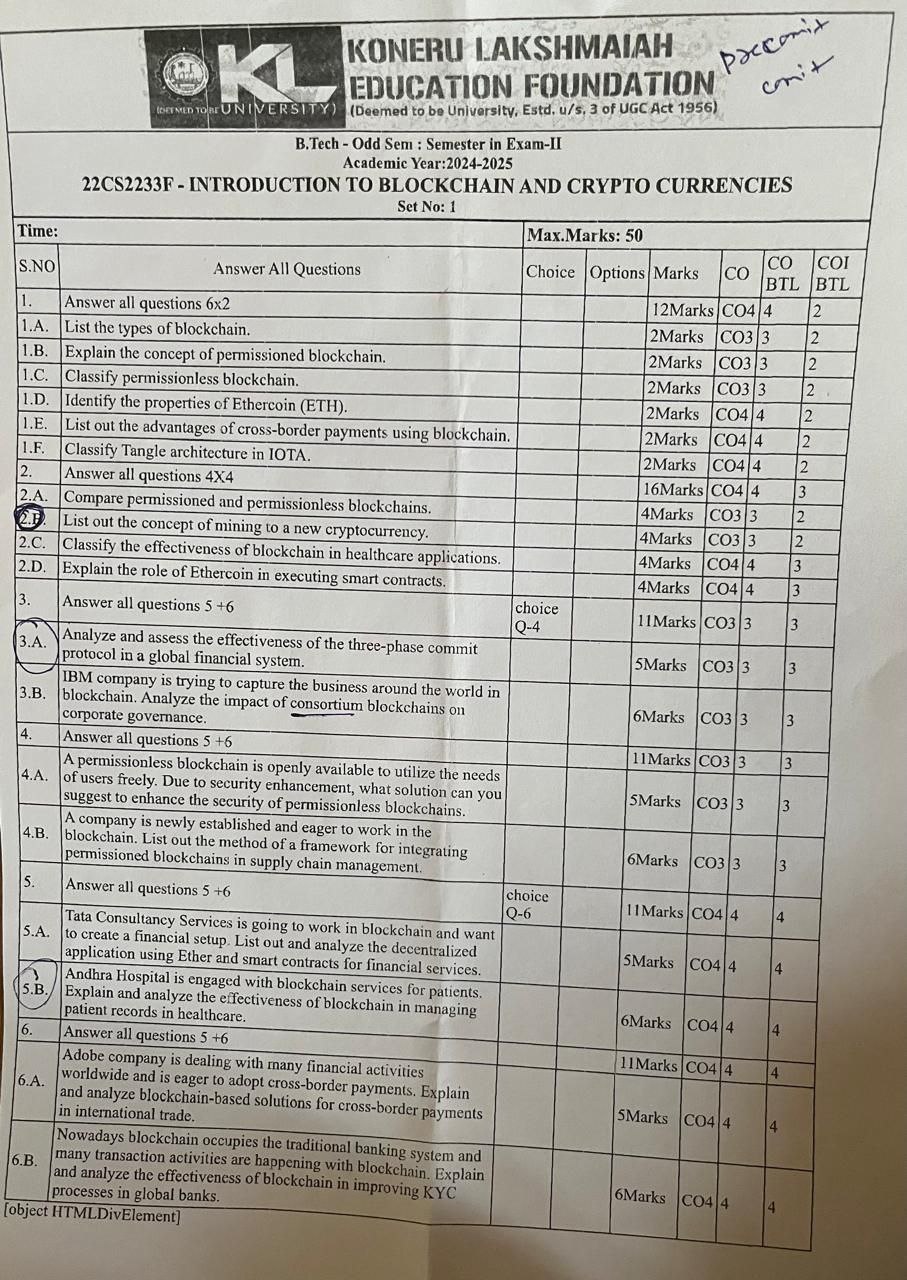 KONERU LAKSHMAIAH
EDUCATION FOUNDATION
KL
(DEEMED TO BE UNIVERSITY)
(Deemed to be University, Estd. u/s. 3 of UGC Act 1956)
B.Tech - Odd Sem : Semester in Exam-II
Academic Year:2024-2025
22CS2233F - INTRODUCTION TO BLOCKCHAIN AND CRYPTO CURRENCIES
Set No: 1
Time: Max.Marks: 50
S.NO Answer All Questions Choice Options Marks CO CO BTL COI BTL
1. Answer all questions 6x2 12Marks CO4 4 2
1.A. List the types of blockchain. 2Marks CO3 3 2
1.B. Explain the concept of permissioned blockchain. 2Marks CO3 3 2
1.C. Classify permissionless blockchain. 2Marks CO3 3 2
1.D. Identify the properties of Ethercoin (ETH). 2Marks CO4 4 2
1.E. List out the advantages of cross-border payments using blockchain. 2Marks CO4 4 2
1.F. Classify Tangle architecture in IOTA. 2Marks CO4 4 2
2. Answer all questions 4X4 16Marks CO4 4 3
2.A. Compare permissioned and permissionless blockchains. 4Marks CO3 3 2
2.B. List out the concept of mining to a new cryptocurrency. 4Marks CO3 3 2
2.C. Classify the effectiveness of blockchain in healthcare applications. 4Marks CO4 4 3
2.D. Explain the role of Ethercoin in executing smart contracts. 4Marks CO4 4 3
3. Answer all questions 5 +6 choice Q-4 11Marks CO3 3 3
3.A. Analyze and assess the effectiveness of the three-phase commit
protocol in a global financial system. 5Marks CO3 3 3
3.B. IBM company is trying to capture the business around the world in
blockchain. Analyze the impact of consortium blockchains on
corporate governance. 6Marks CO3 3 3
4. Answer all questions 5 +6 11Marks CO3 3 3
4.A. A permissionless blockchain is openly available to utilize the needs
of users freely. Due to security enhancement, what solution can you
suggest to enhance the security of permissionless blockchains. 5Marks CO3 3 3
4.B. A company is newly established and eager to work in the
blockchain. List out the method of a framework for integrating
permissioned blockchains in supply chain management. 6Marks CO3 3 3
5. Answer all questions 5 +6 choice Q-6 11Marks CO4 4 4
5.A. Tata Consultancy Services is going to work in blockchain and want
to create a financial setup. List out and analyze the decentralized
application using Ether and smart contracts for financial services. 5Marks CO4 4 4
5.B. Andhra Hospital is engaged with blockchain services for patients.
Explain and analyze the effectiveness of blockchain in managing
patient records in healthcare. 6Marks CO4 4 4
6. Answer all questions 5 +6 11Marks CO4 4 4
6.A. Adobe company is dealing with many financial activities
worldwide and is eager to adopt cross-border payments. Explain
and analyze blockchain-based solutions for cross-border payments
in international trade. 5Marks CO4 4 4
6.B. Nowadays blockchain occupies the traditional banking system and
many transaction activities are happening with blockchain. Explain
and analyze the effectiveness of blockchain in improving KYC
processes in global banks. 6Marks CO4 4 4
[object HTMLDivElement]